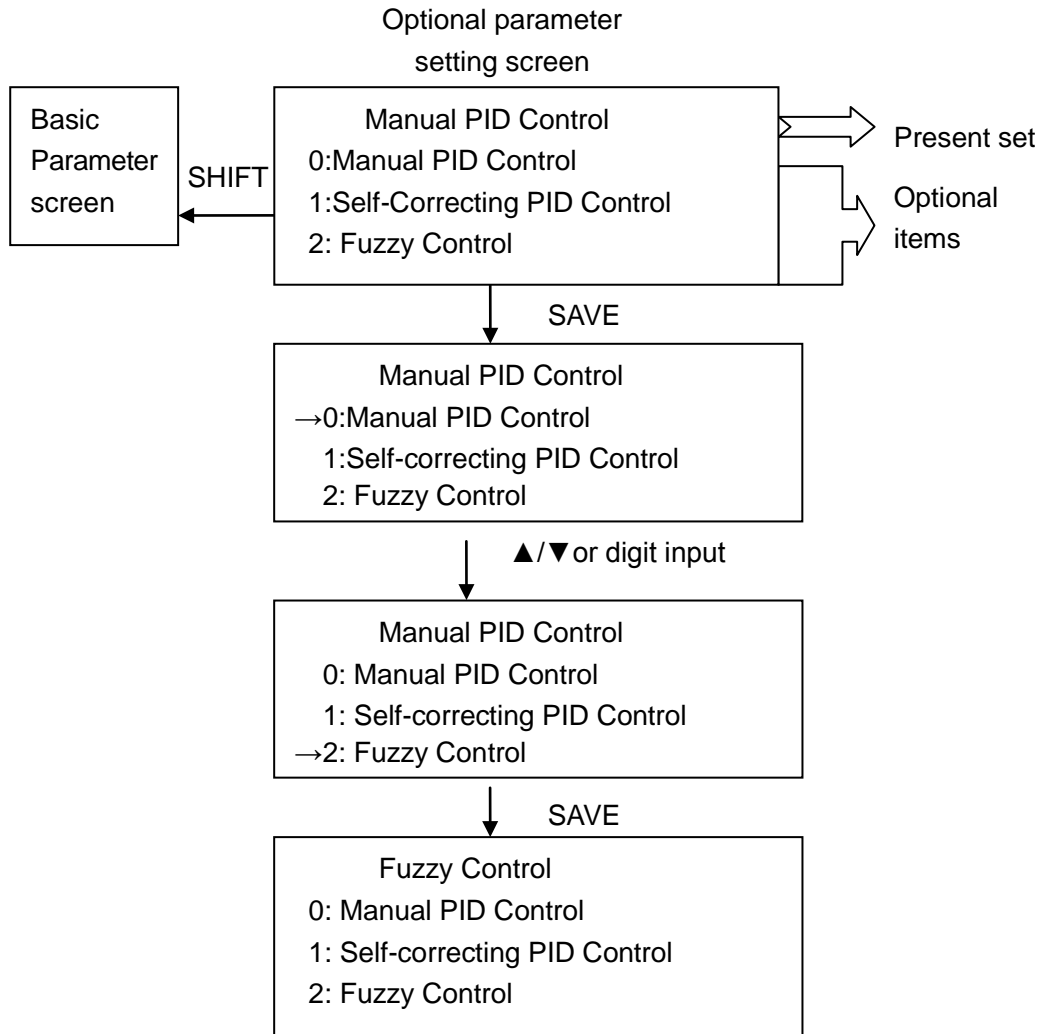 Optional parameter
setting screen
Basic
Parameter
screen
SHIFT
Manual PID Control
0:Manual PID Control
1:Self-Correcting PID Control
2: Fuzzy Control
Present set
Optional
items
SAVE
Manual PID Control
→0:Manual PID Control
1:Self-correcting PID Control
2: Fuzzy Control
▲/▼or digit input
Manual PID Control
0: Manual PID Control
1: Self-correcting PID Control
→2: Fuzzy Control
SAVE
Fuzzy Control
0: Manual PID Control
1: Self-correcting PID Control
2: Fuzzy Control